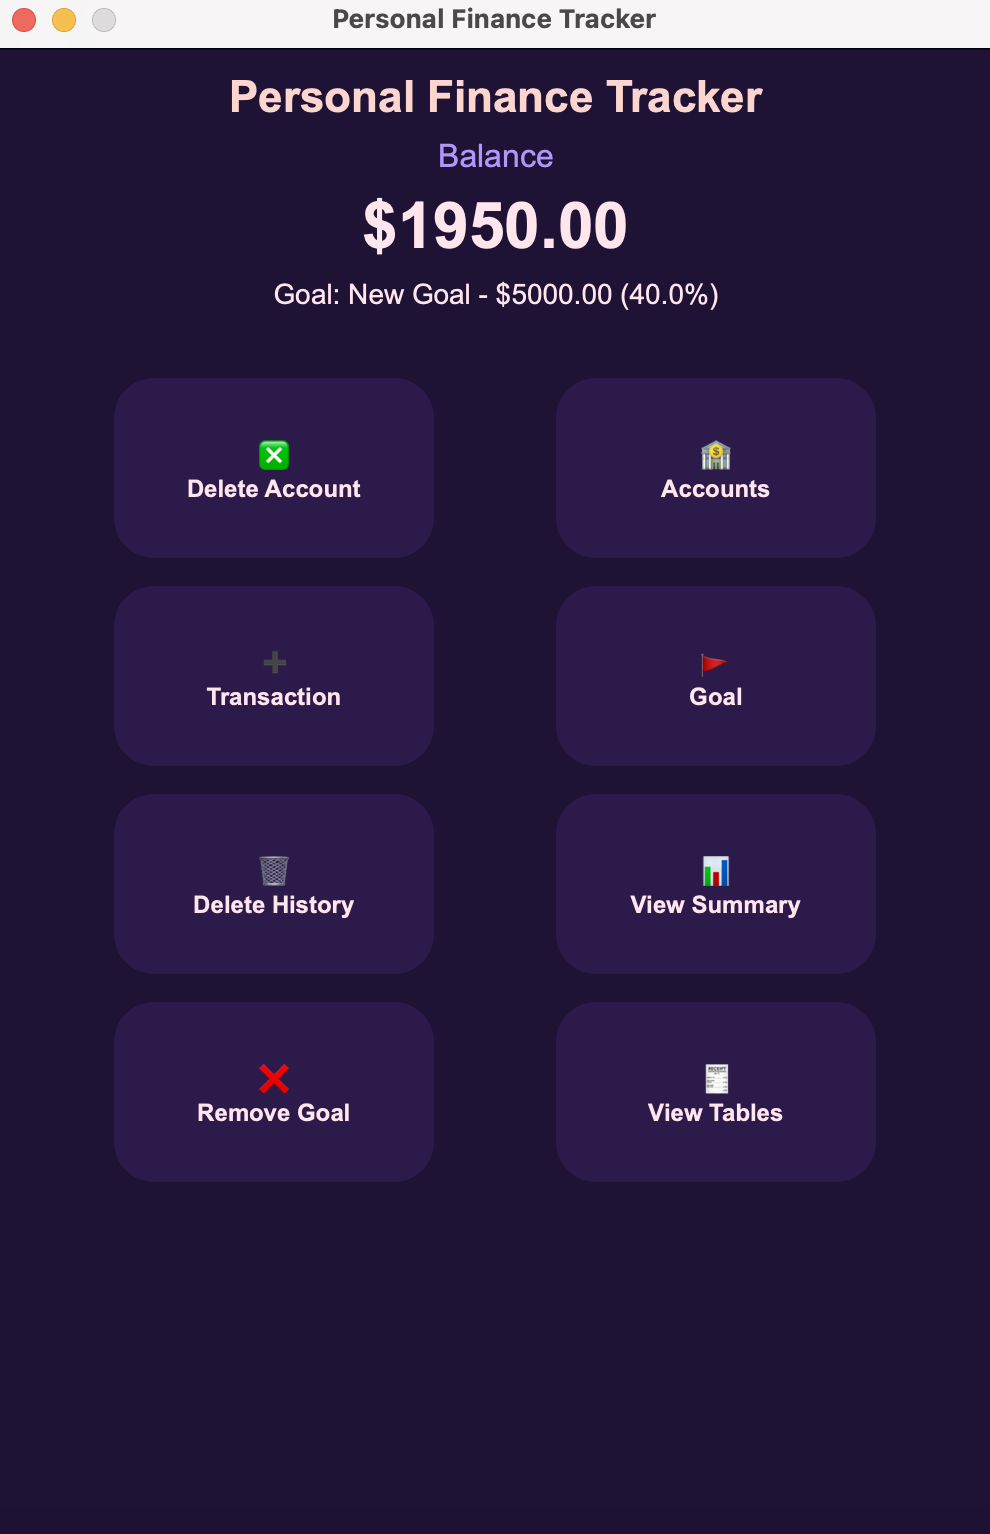 Personal Finance Tracker
Personal Finance Tracker
Balance
$1950.00
Goal: New Goal - $5000.00 (40.0%)
Delete Account
Accounts
Transaction
Goal
Delete History
View Summary
Remove Goal
RECEIPT
View Tables